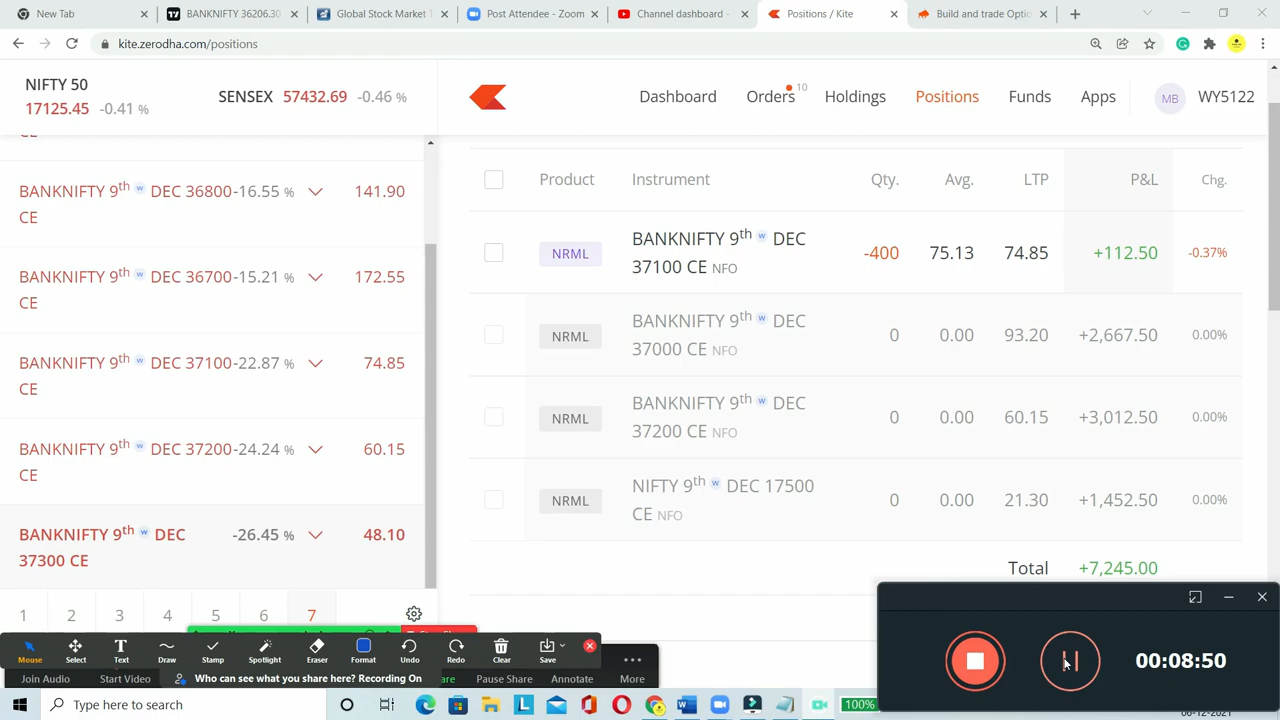 New Tab
BANKNIFTY 36206.30
Global Stock Market
Post Attendee - Zoom
Channel dashboard -
Positions / Kite
Build and trade Optio
kite.zerodha.com/positions
NIFTY 50
17125.45 -0.41 %
SENSEX 57432.69 -0.46 %
Dashboard
Orders 10
Holdings
Positions
Funds
Apps
MB
WY5122
CE
BANKNIFTY 9th w DEC 36800 -16.55 % 141.90
CE
BANKNIFTY 9th w DEC 36700 -15.21 % 172.55
CE
BANKNIFTY 9th w DEC 37100 -22.87 % 74.85
CE
BANKNIFTY 9th w DEC 37200 -24.24 % 60.15
CE
BANKNIFTY 9th w DEC -26.45 % 48.10
37300 CE
1 2 3 4 5 6 7
Product Instrument Qty. Avg. LTP P&L Chg.
NRML BANKNIFTY 9th w DEC -400 75.13 74.85 +112.50 -0.37%
37100 CE NFO
NRML BANKNIFTY 9th w DEC 0 0.00 93.20 +2,667.50 0.00%
37000 CE NFO
NRML BANKNIFTY 9th w DEC 0 0.00 60.15 +3,012.50 0.00%
37200 CE NFO
NRML NIFTY 9th w DEC 17500 0 0.00 21.30 +1,452.50 0.00%
CE NFO
Total +7,245.00
Mouse Select Text Draw Stamp Spotlight Eraser Format Undo Redo Clear Save
Join Audio Start Video Who can see what you share here? Recording On Pause Share Annotate More
00:08:50
Type here to search
100%